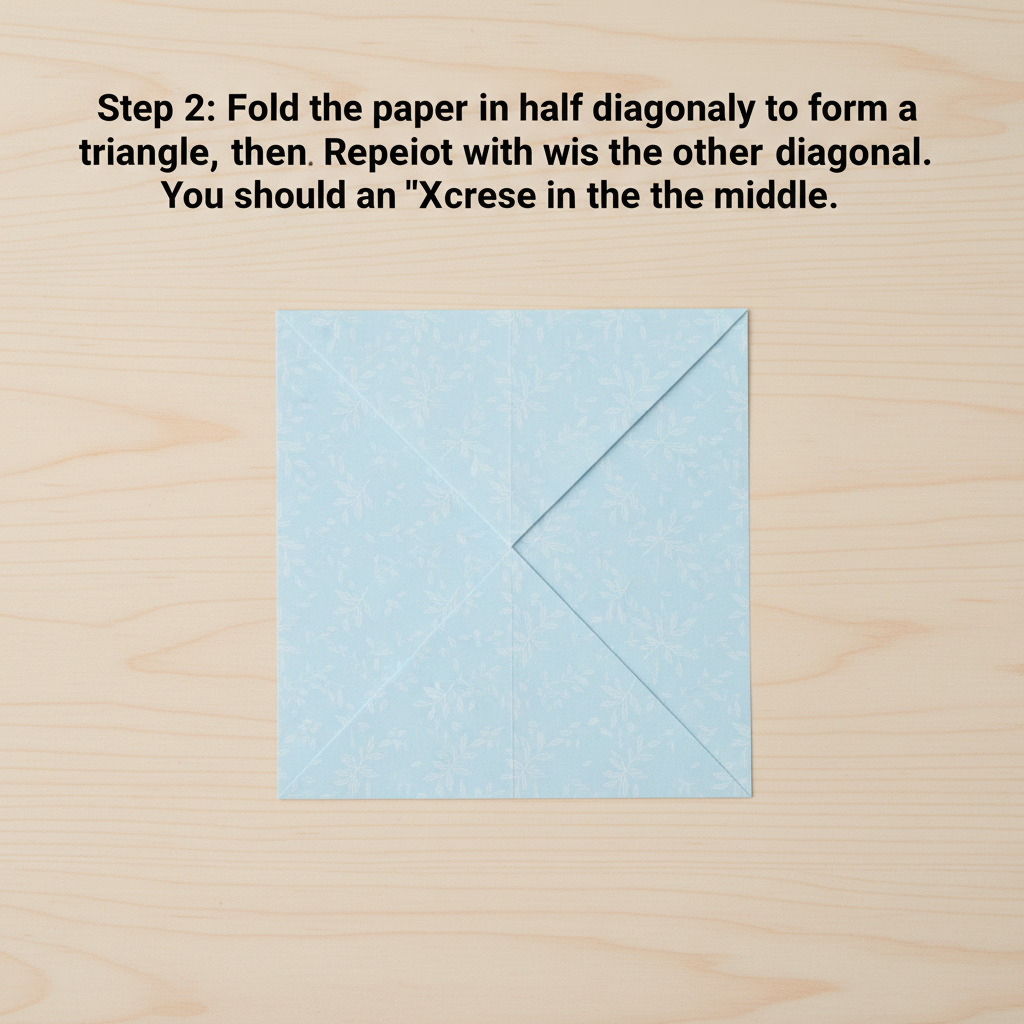 Step 2: Fold the paper in half diagonaly to form a
triangle, then. Repeiot with wis the other diagonal.
You should an "Xcrese in the the middle.